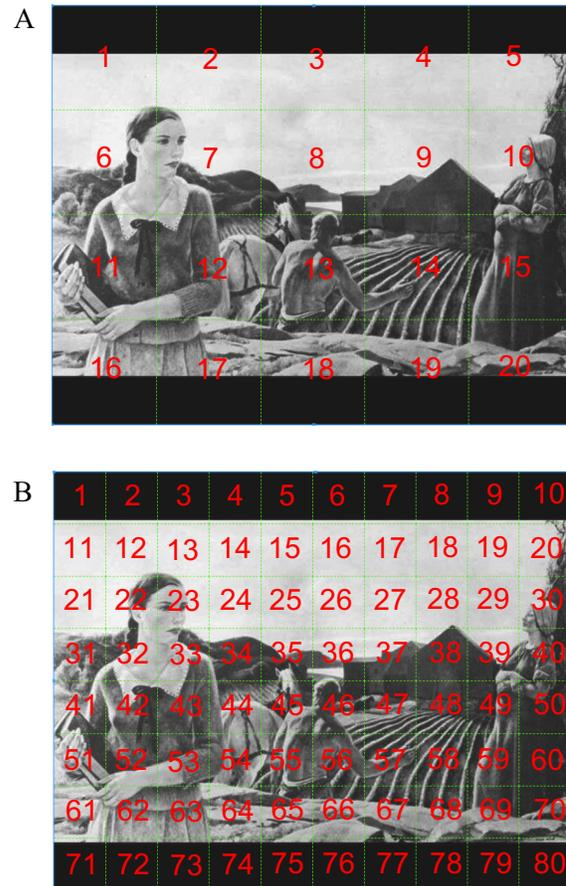 A
1 2 3 4 5
6 7 8 9 10
11 12 13 14 15
16 17 18 19 20
B
1 2 3 4 5 6 7 8 9 10
11 12 13 14 15 16 17 18 19 20
21 22 23 24 25 26 27 28 29 30
31 32 33 34 35 36 37 38 39 40
41 42 43 44 45 46 47 48 49 50
51 52 53 54 55 56 57 58 59 60
61 62 63 64 65 66 67 68 69 70
71 72 73 74 75 76 77 78 79 80